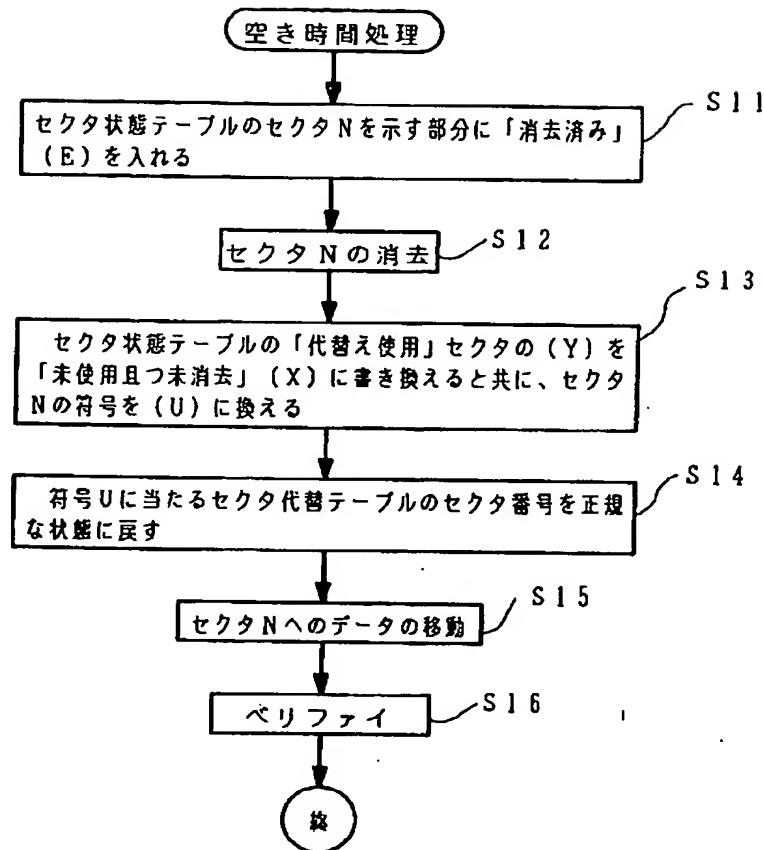 空き時間処理
S11
セクタ状態テーブルのセクタNを示す部分に「消去済み」
(E)を入れる
セクタNの消去
S12
S13
セクタ状態テーブルの「代替え使用」セクタの(Y)を
「未使用且つ未消去」(X)に書き換えると共に、セクタ
Nの符号を(U)に換える
S14
符号Uに当たるセクタ代替テーブルのセクタ番号を正規
な状態に戻す
S15
セクタNへのデータの移動
S16
ベリファイ
終